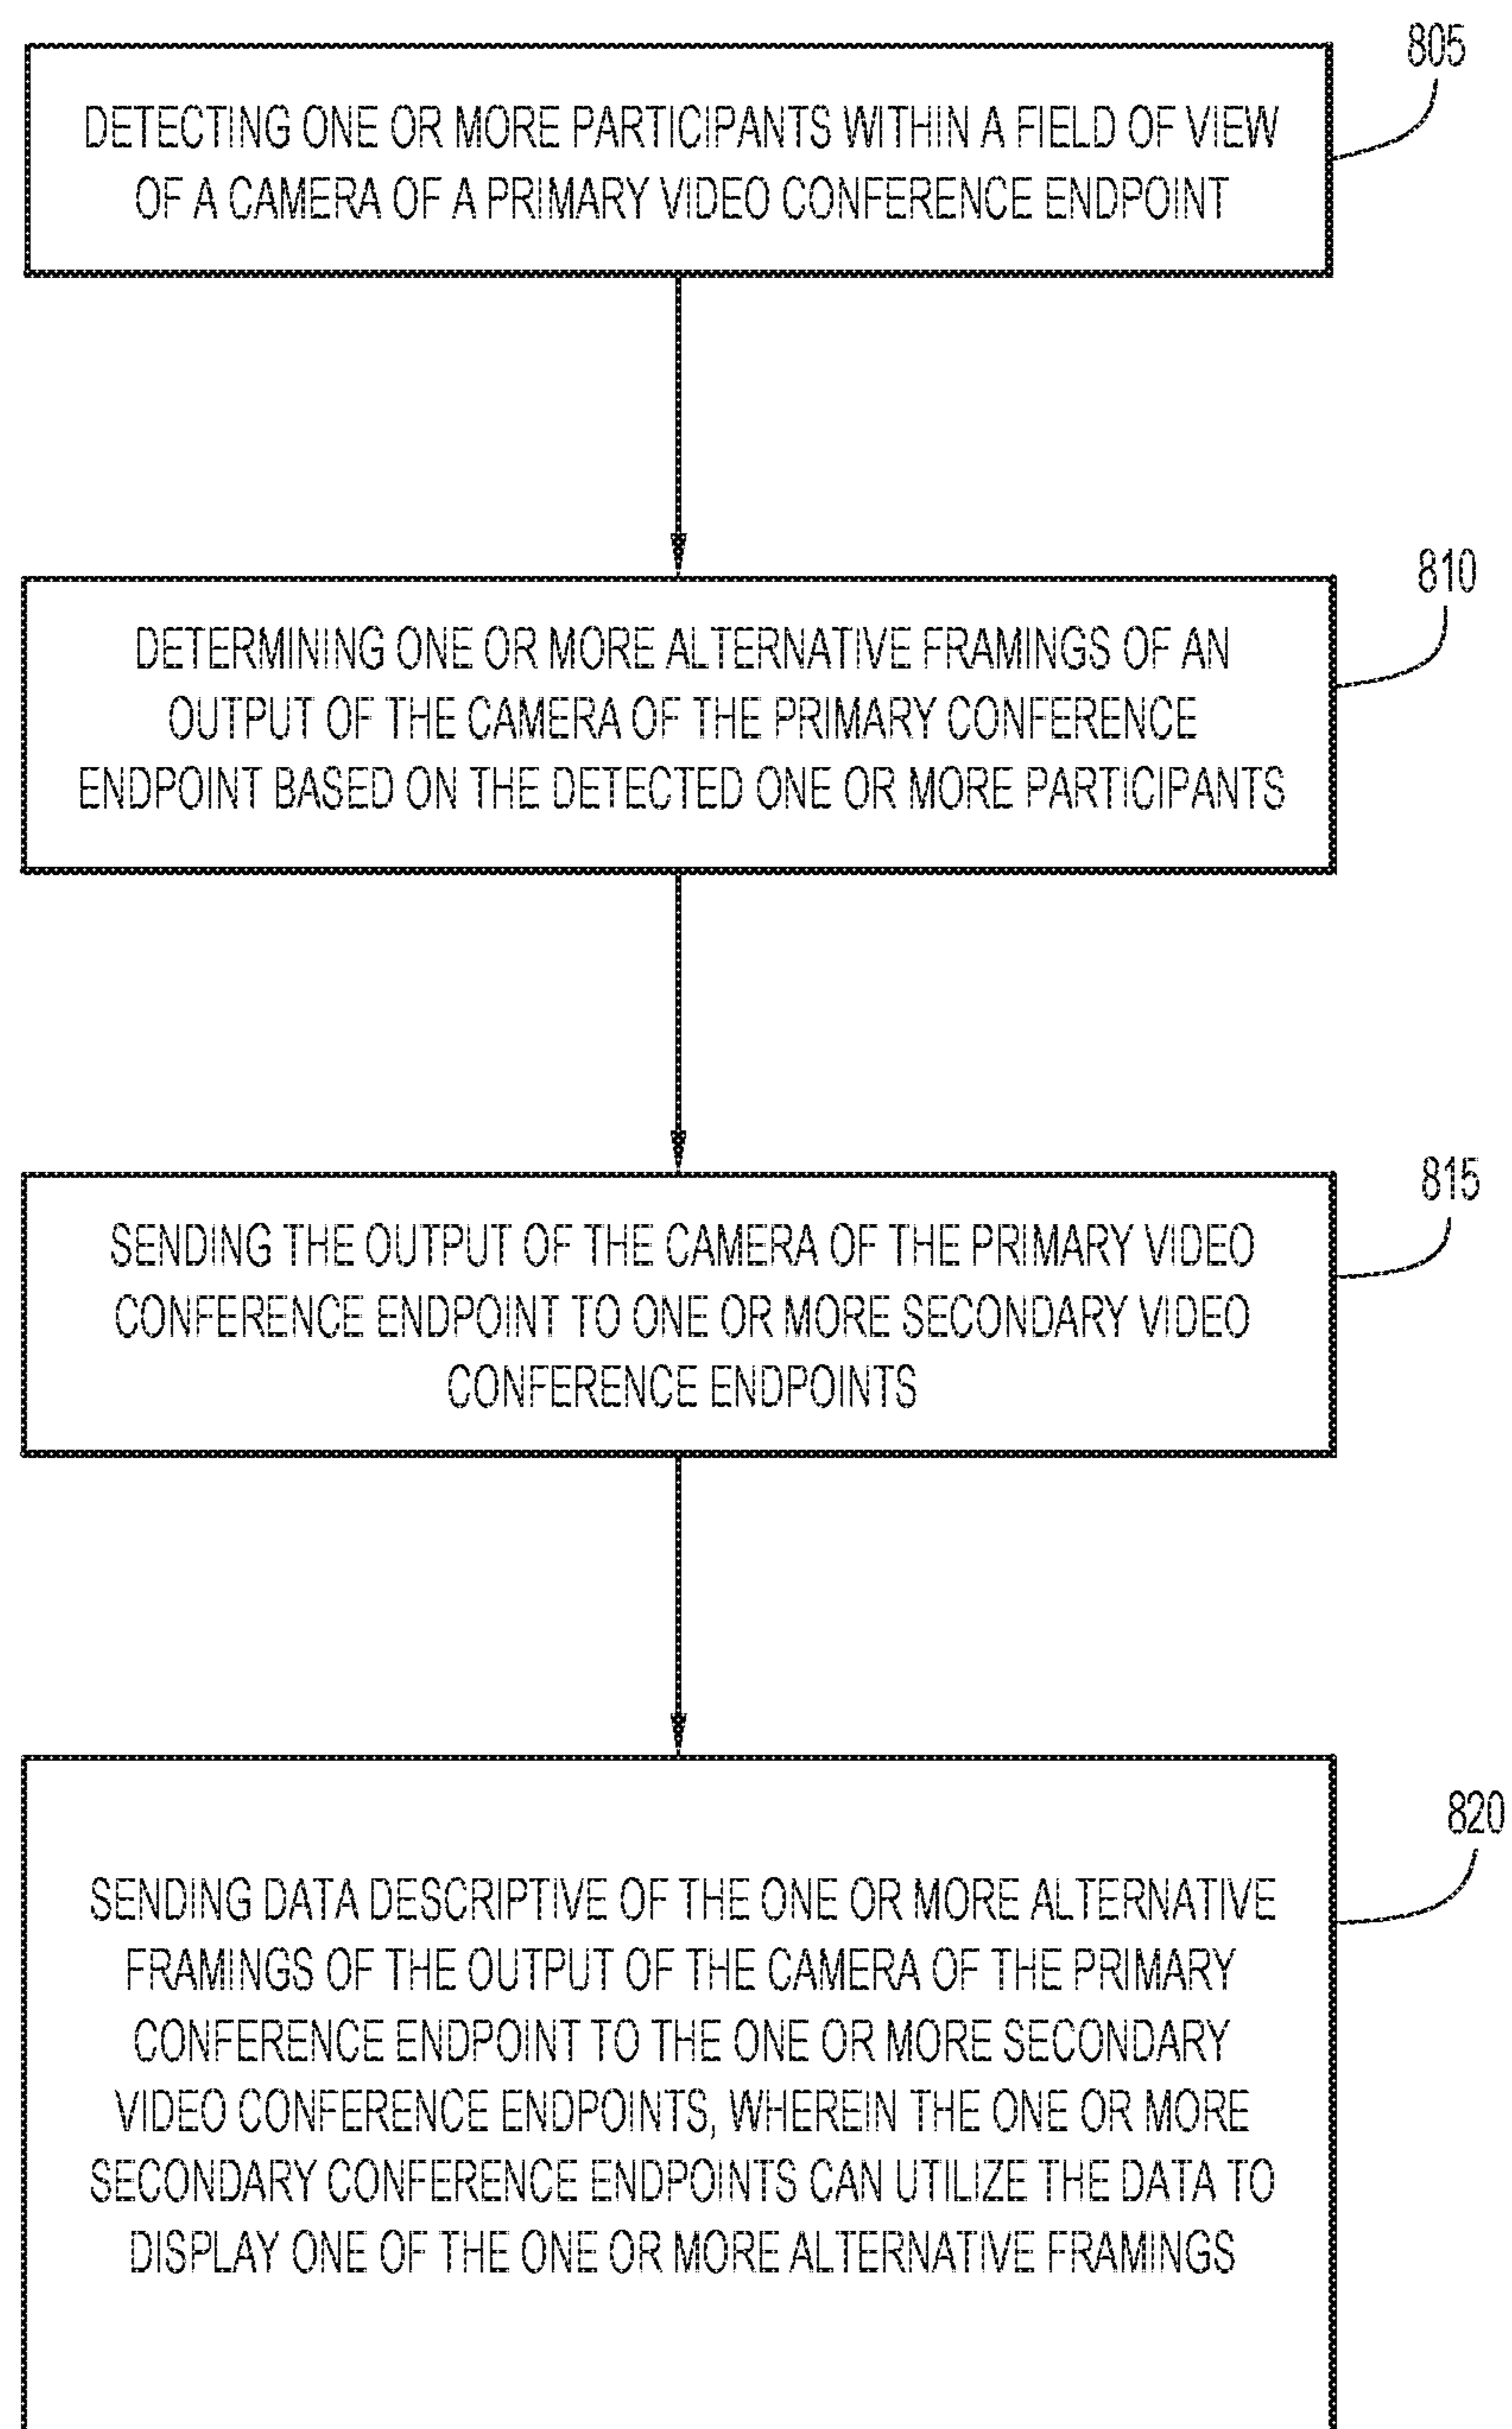 805
DETECTING ONE OR MORE PARTICIPANTS WITHIN A FIELD OF VIEW
OF A CAMERA OF A PRIMARY VIDEO CONFERENCE ENDPOINT
810
DETERMINING ONE OR MORE ALTERNATIVE FRAMINGS OF AN
OUTPUT OF THE CAMERA OF THE PRIMARY CONFERENCE
ENDPOINT BASED ON THE DETECTED ONE OR MORE PARTICIPANTS
815
SENDING THE OUTPUT OF THE CAMERA OF THE PRIMARY VIDEO
CONFERENCE ENDPOINT TO ONE OR MORE SECONDARY VIDEO
CONFERENCE ENDPOINTS
820
SENDING DATA DESCRIPTIVE OF THE ONE OR MORE ALTERNATIVE
FRAMINGS OF THE OUTPUT OF THE CAMERA OF THE PRIMARY
CONFERENCE ENDPOINT TO THE ONE OR MORE SECONDARY
VIDEO CONFERENCE ENDPOINTS, WHEREIN THE ONE OR MORE
SECONDARY CONFERENCE ENDPOINTS CAN UTILIZE THE DATA TO
DISPLAY ONE OF THE ONE OR MORE ALTERNATIVE FRAMINGS